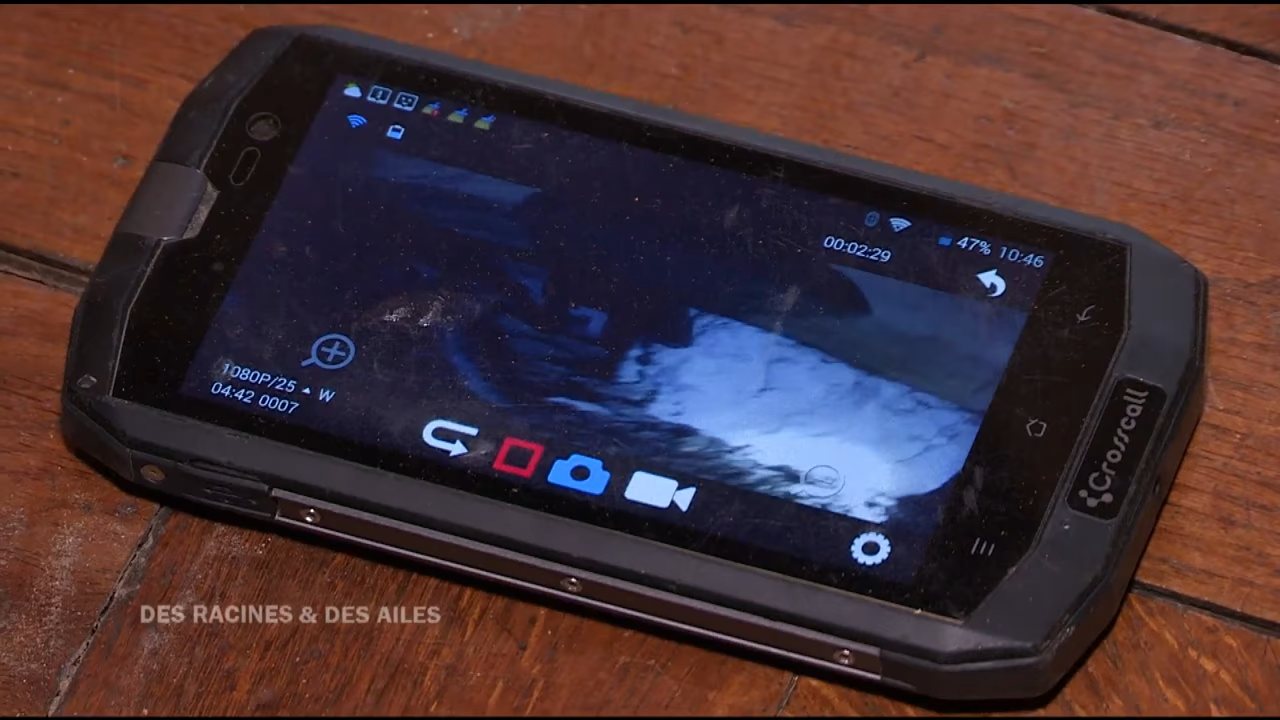 47% 10:46
00:02:29
1080P/25 W
04:42 0007
Crosscall
DES RACINES & DES AILES